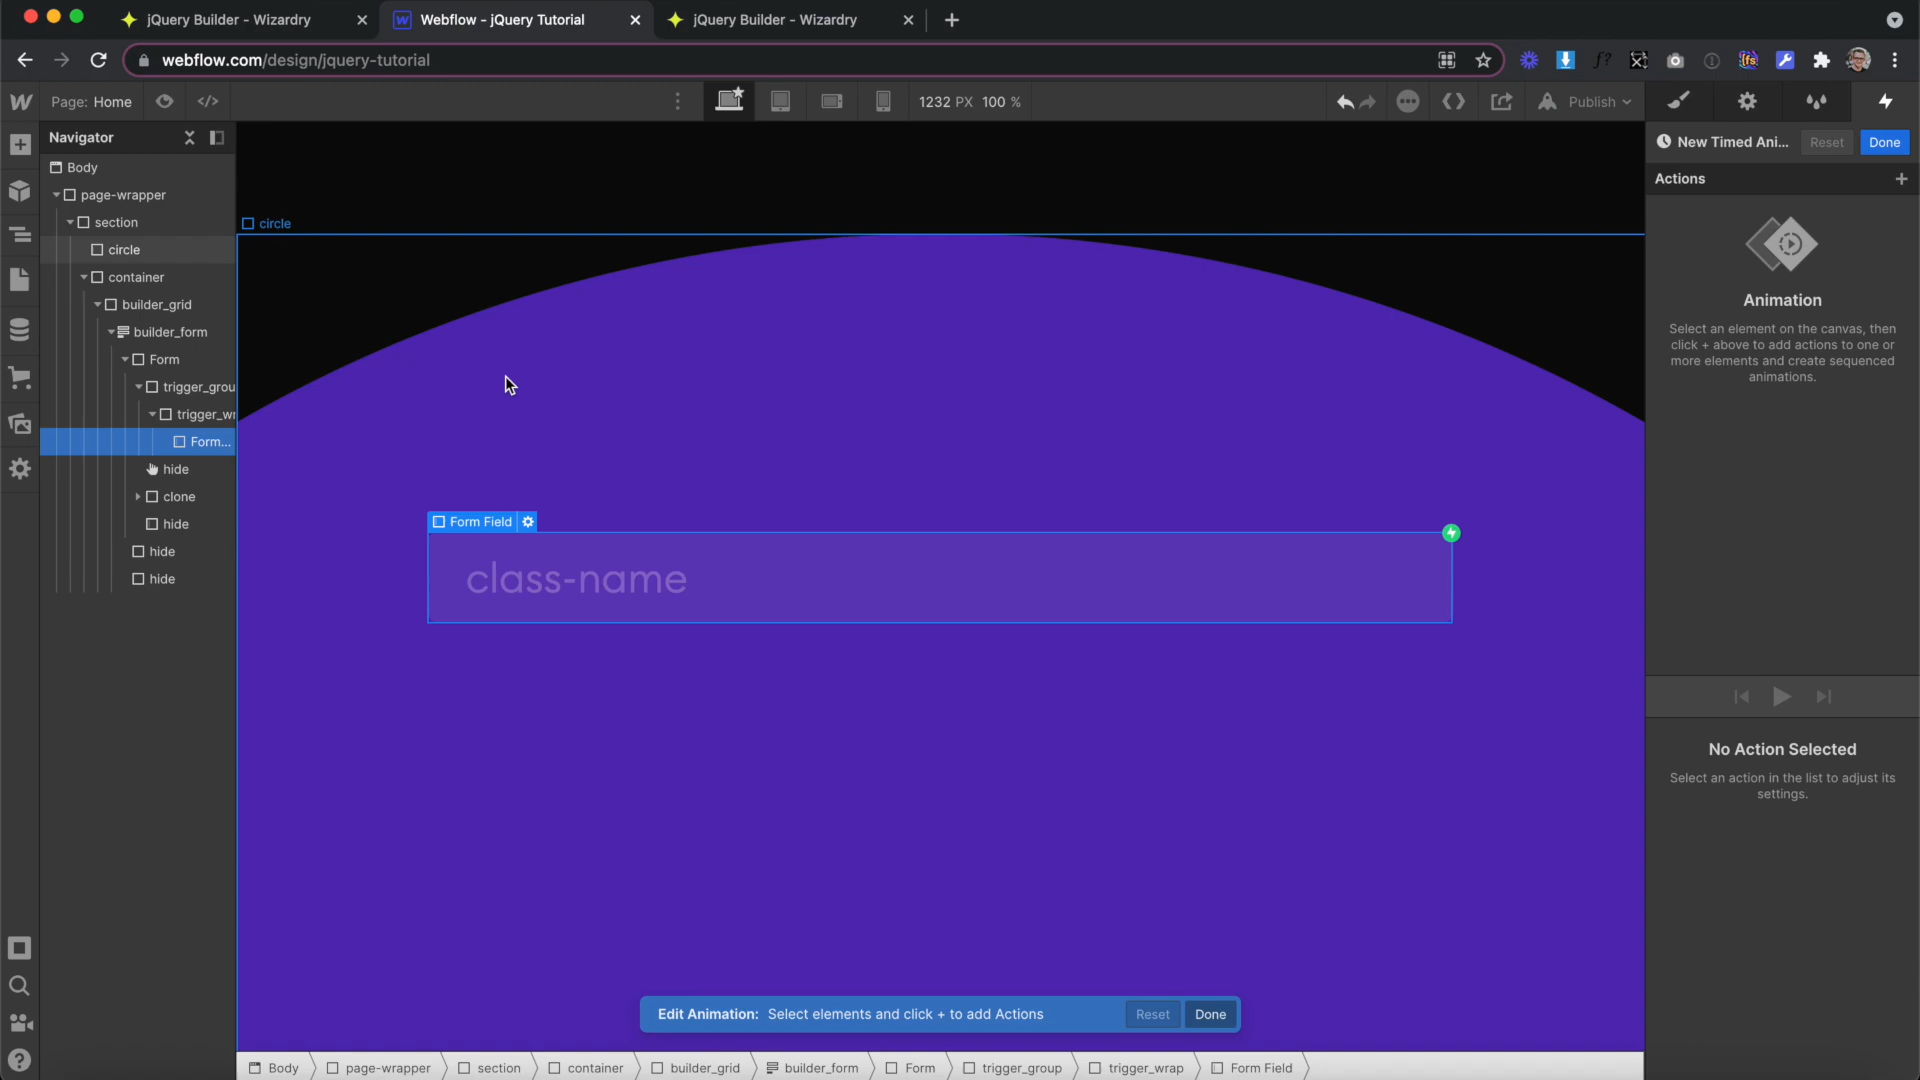 jQuery Builder - Wizardry
Webflow - jQuery Tutorial
jQuery Builder - Wizardry
webflow.com/design/jquery-tutorial
Page: Home
1232 PX 100 %
Publish
Navigator
New Timed Ani...
Reset
Done
Actions
Body
page-wrapper
section
circle
container
builder_grid
builder_form
Form
trigger_grou
trigger_wr
Form...
hide
clone
hide
hide
hide
circle
Form Field
class-name
Animation
Select an element on the canvas, then
click + above to add actions to one or
more elements and create sequenced
animations.
No Action Selected
Select an action in the list to adjust its
settings.
Edit Animation: Select elements and click + to add Actions
Reset
Done
Body
page-wrapper
section
container
builder_grid
builder_form
Form
trigger_group
trigger_wrap
Form Field